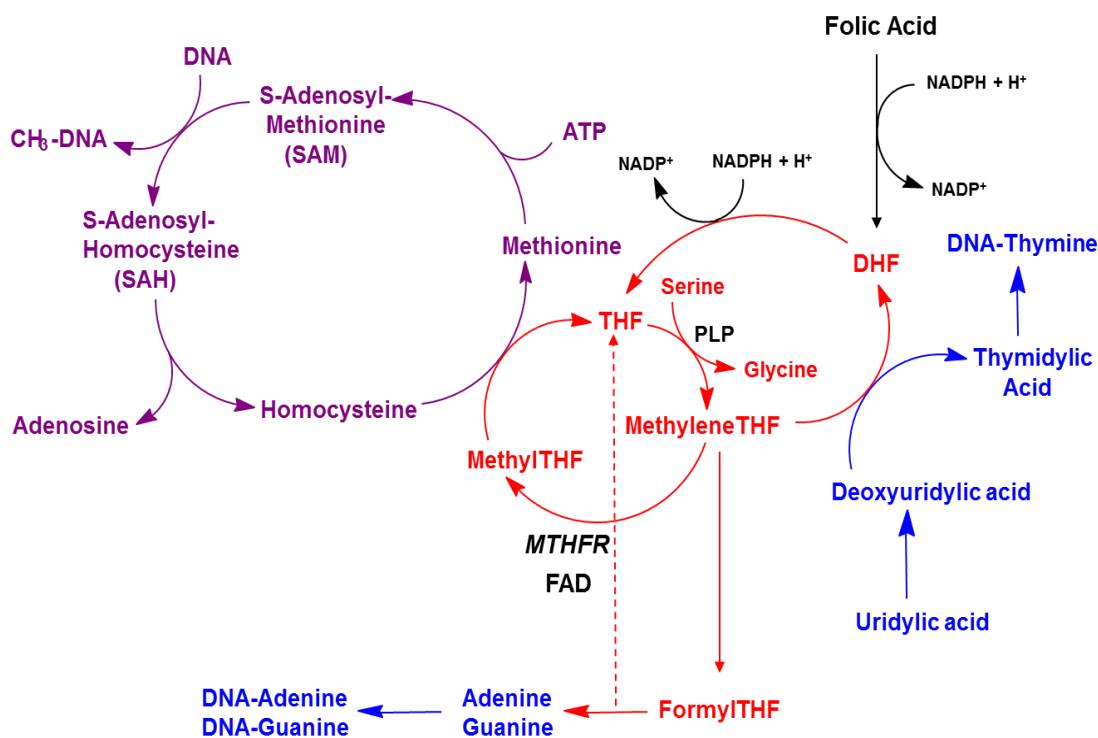 Folic Acid
DNA
NADPH + H⁺
S-Adenosyl-
Methionine
(SAM)
ATP
CH₃-DNA
NADP⁺
NADPH + H⁺
NADP⁺
S-Adenosyl-
Homocysteine
(SAH)
Methionine
DNA-Thymine
DHF
Serine
THF
PLP
Glycine
Thymidylic
Acid
Homocysteine
Adenosine
MethyleneTHF
MethylTHF
Deoxyuridylic acid
MTHFR
FAD
Uridylic acid
DNA-Adenine
DNA-Guanine
Adenine
Guanine
FormylTHF